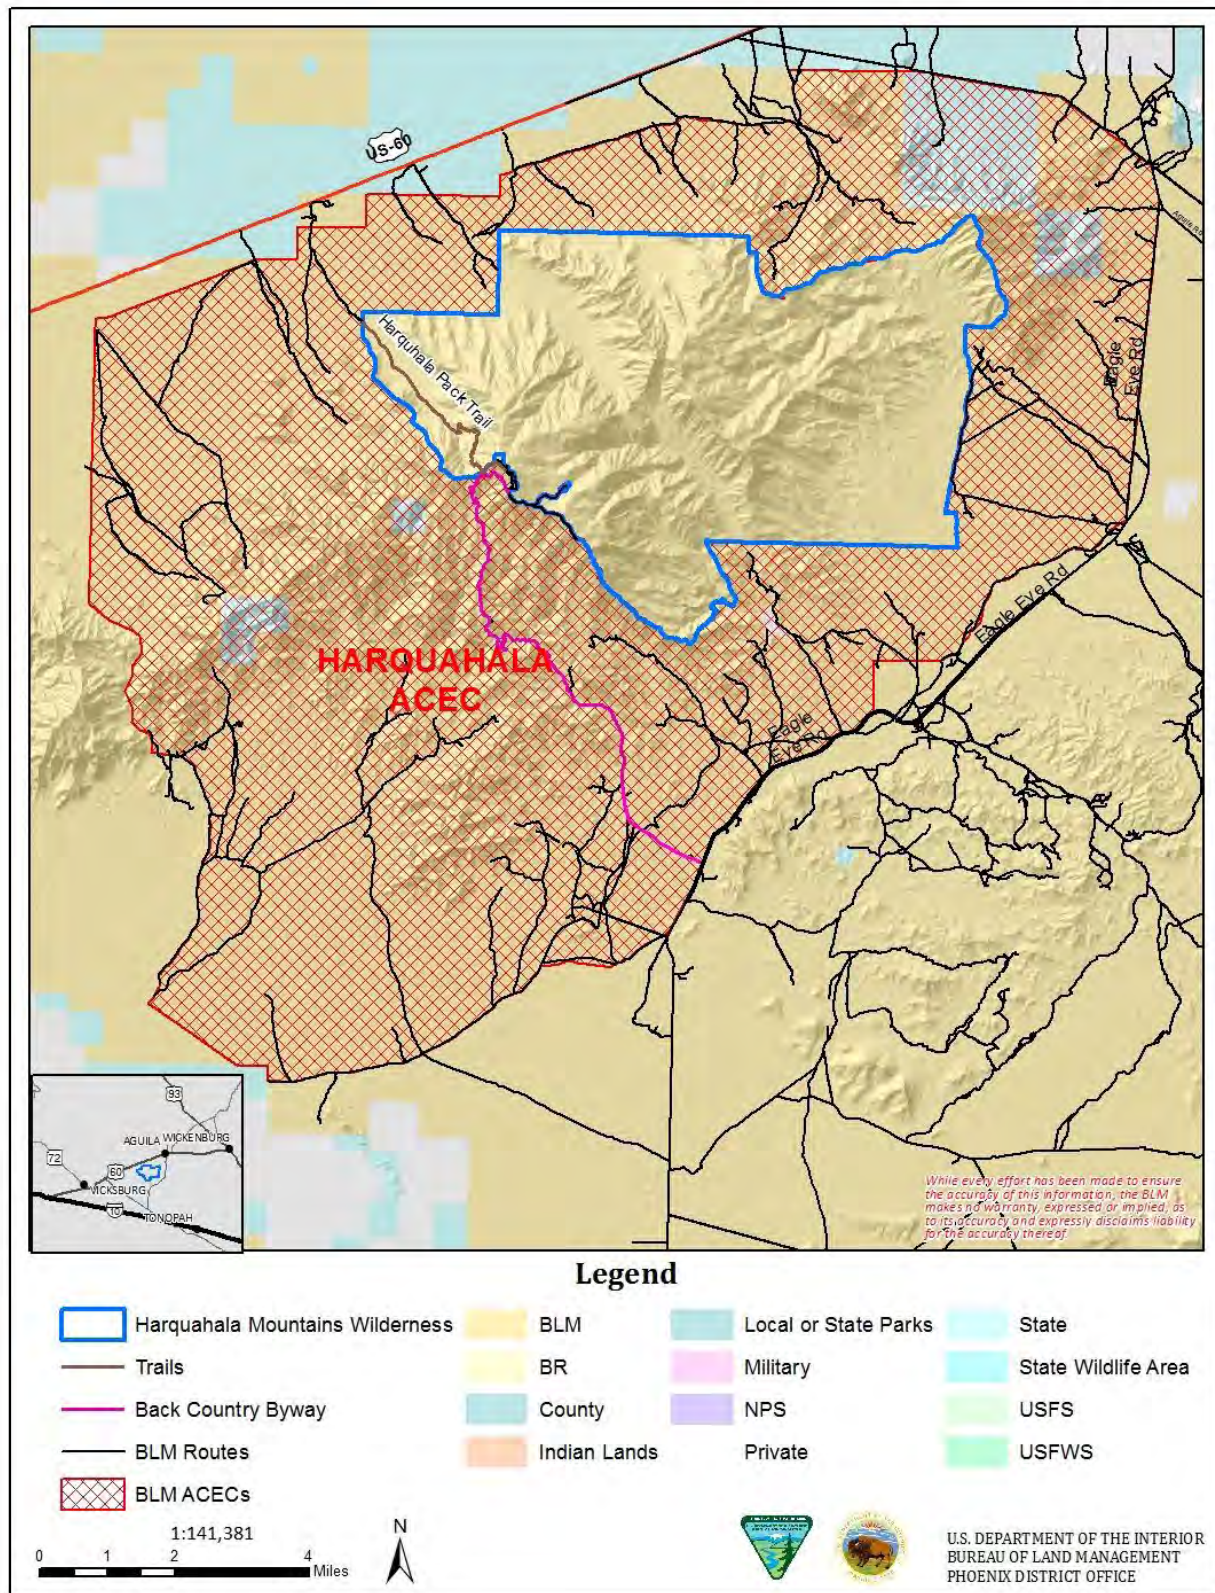 US-60
Aguila Rd
Harquhala Pack Trail
Eagle
Eye Rd
Eagle Eye Rd
HARQUAHALA
ACEC
Eagle
Eye Rd
93
AGUILA
WICKENBURG
72
60
VICKSBURG
10
TONOPAH
While every effort has been made to ensure
the accuracy of this information, the BLM
makes no warranty, expressed or implied, as
to its accuracy and expressly disclaims liability
for the accuracy thereof.
Legend
Harquahala Mountains Wilderness
Trails
Back Country Byway
BLM Routes
BLM ACECs
BLM
BR
County
Indian Lands
Local or State Parks
Military
NPS
Private
State
State Wildlife Area
USFS
USFWS
1:141,381
0 1 2 4
Miles
N
U.S. DEPARTMENT OF THE INTERIOR
BUREAU OF LAND MANAGEMENT
PHOENIX DISTRICT OFFICE